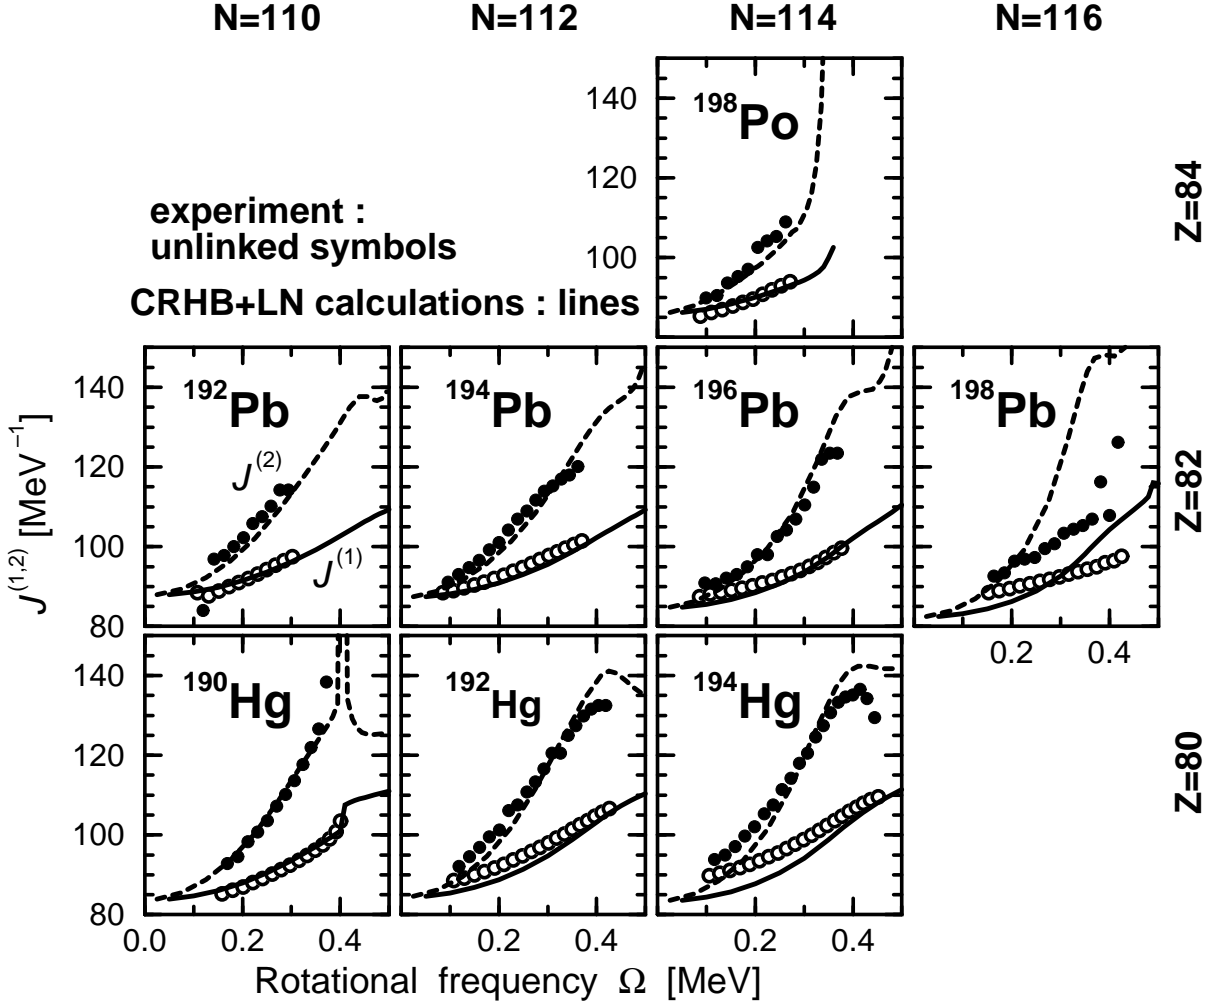 N=110 N=112 N=114 N=116
140
120
100
¹⁹⁸Po
Z=84
experiment :
unlinked symbols
CRHB+LN calculations : lines
140
120
100
80
¹⁹²Pb
J⁽²⁾
J⁽¹⁾
¹⁹⁴Pb
¹⁹⁶Pb
¹⁹⁸Pb
0.2 0.4
Z=82
J⁽¹,²⁾ [MeV⁻¹]
140
120
100
80
¹⁹⁰Hg
¹⁹²Hg
¹⁹⁴Hg
Z=80
0.0 0.2 0.4 0.2 0.4 0.2 0.4
Rotational frequency Ω [MeV]